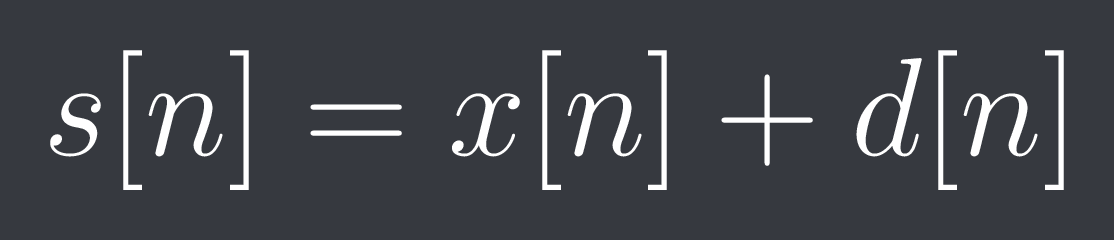 s[n] = x[n] + d[n]